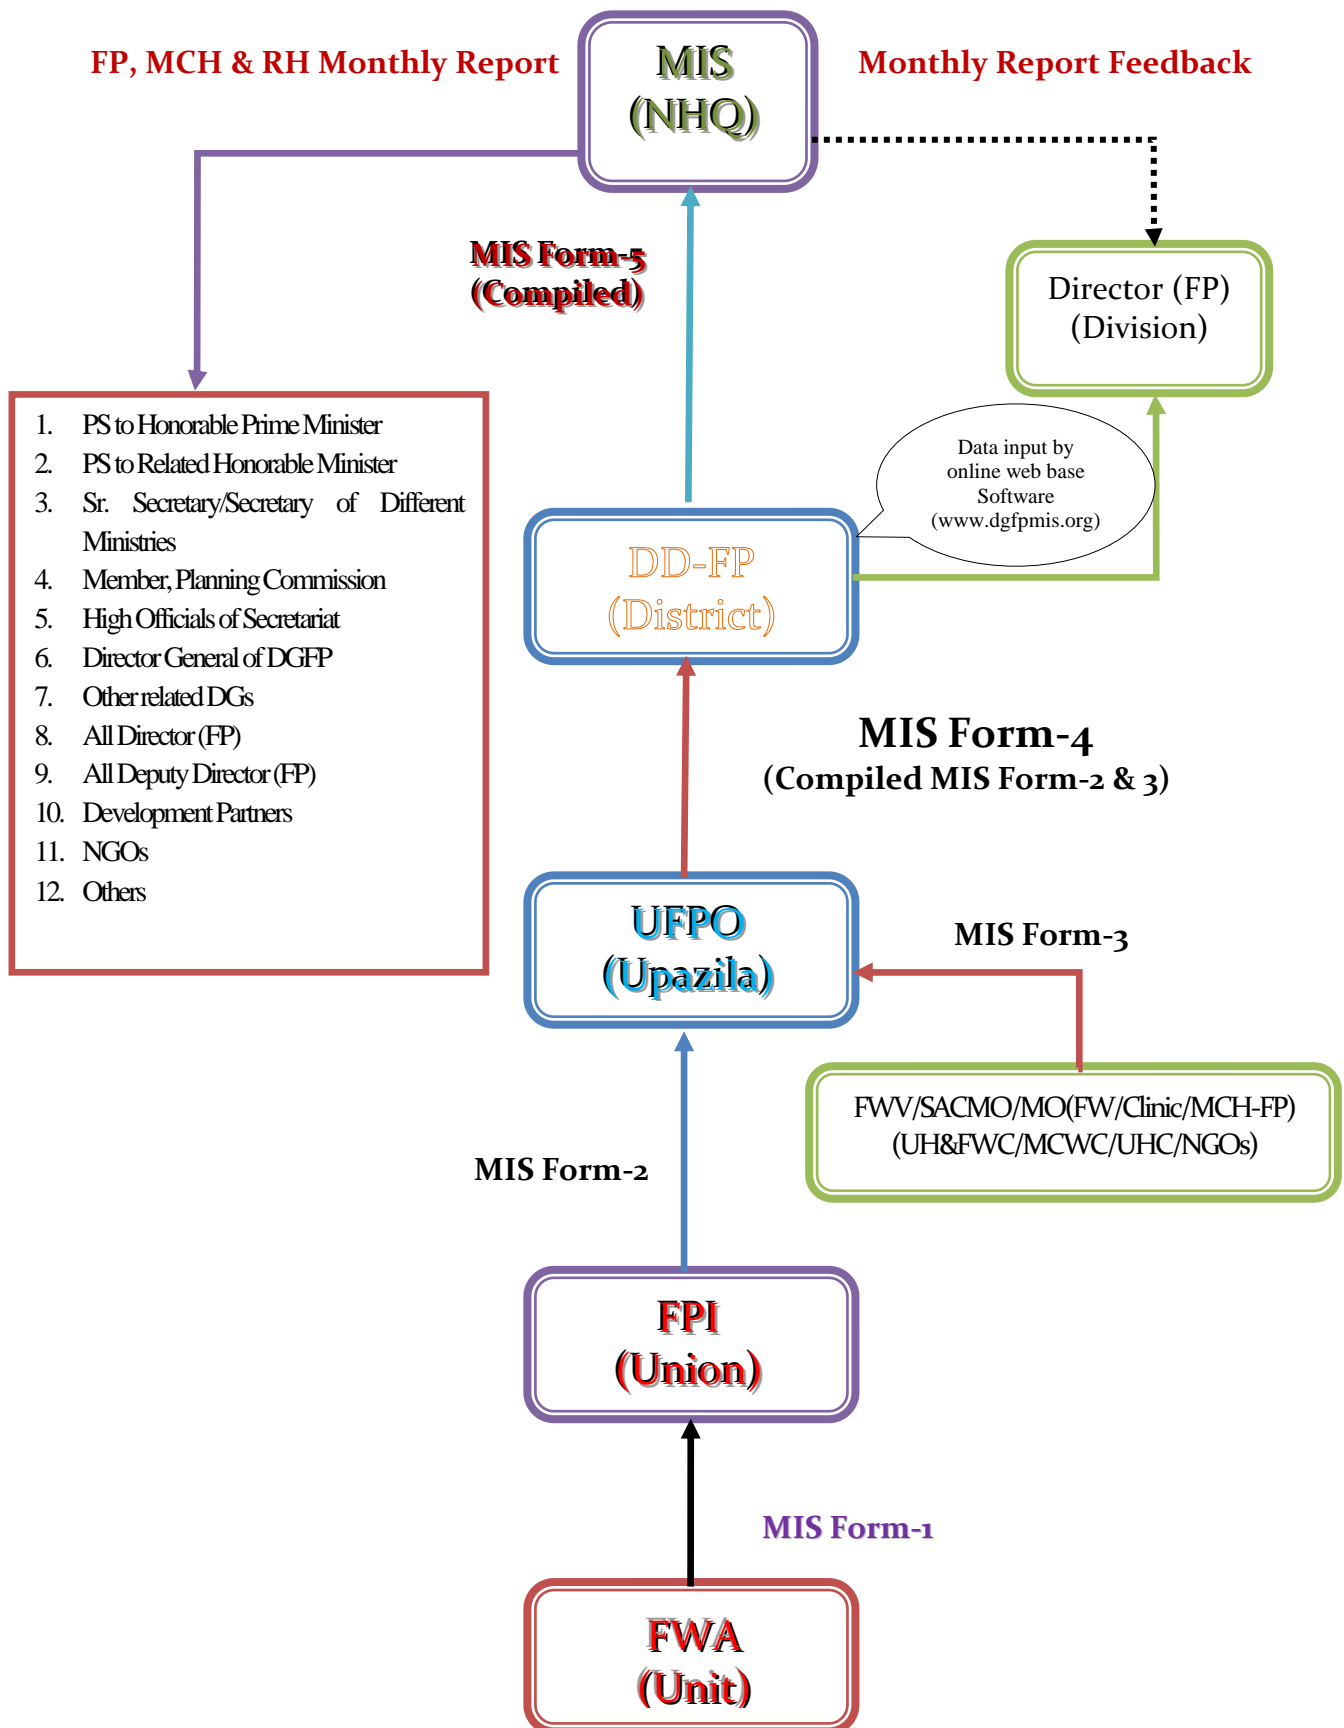 FP, MCH & RH Monthly Report
MIS
(NHQ)
Monthly Report Feedback
MIS Form-5
(Compiled)
Director (FP)
(Division)
1. PS to Honorable Prime Minister
2. PS to Related Honorable Minister
3. Sr. Secretary/Secretary of Different
Ministries
4. Member, Planning Commission
5. High Officials of Secretariat
6. Director General of DGFP
7. Other related DGs
8. All Director (FP)
9. All Deputy Director (FP)
10. Development Partners
11. NGOs
12. Others
Data input by
online web base
Software
(www.dgfpmis.org)
DD-FP
(District)
MIS Form-4
(Compiled MIS Form-2 & 3)
UFPO
(Upazila)
MIS Form-3
FWV/SACMO/MO(FW/Clinic/MCH-FP)
(UH&FWC/MCWC/UHC/NGOs)
MIS Form-2
FPI
(Union)
MIS Form-1
FWA
(Unit)